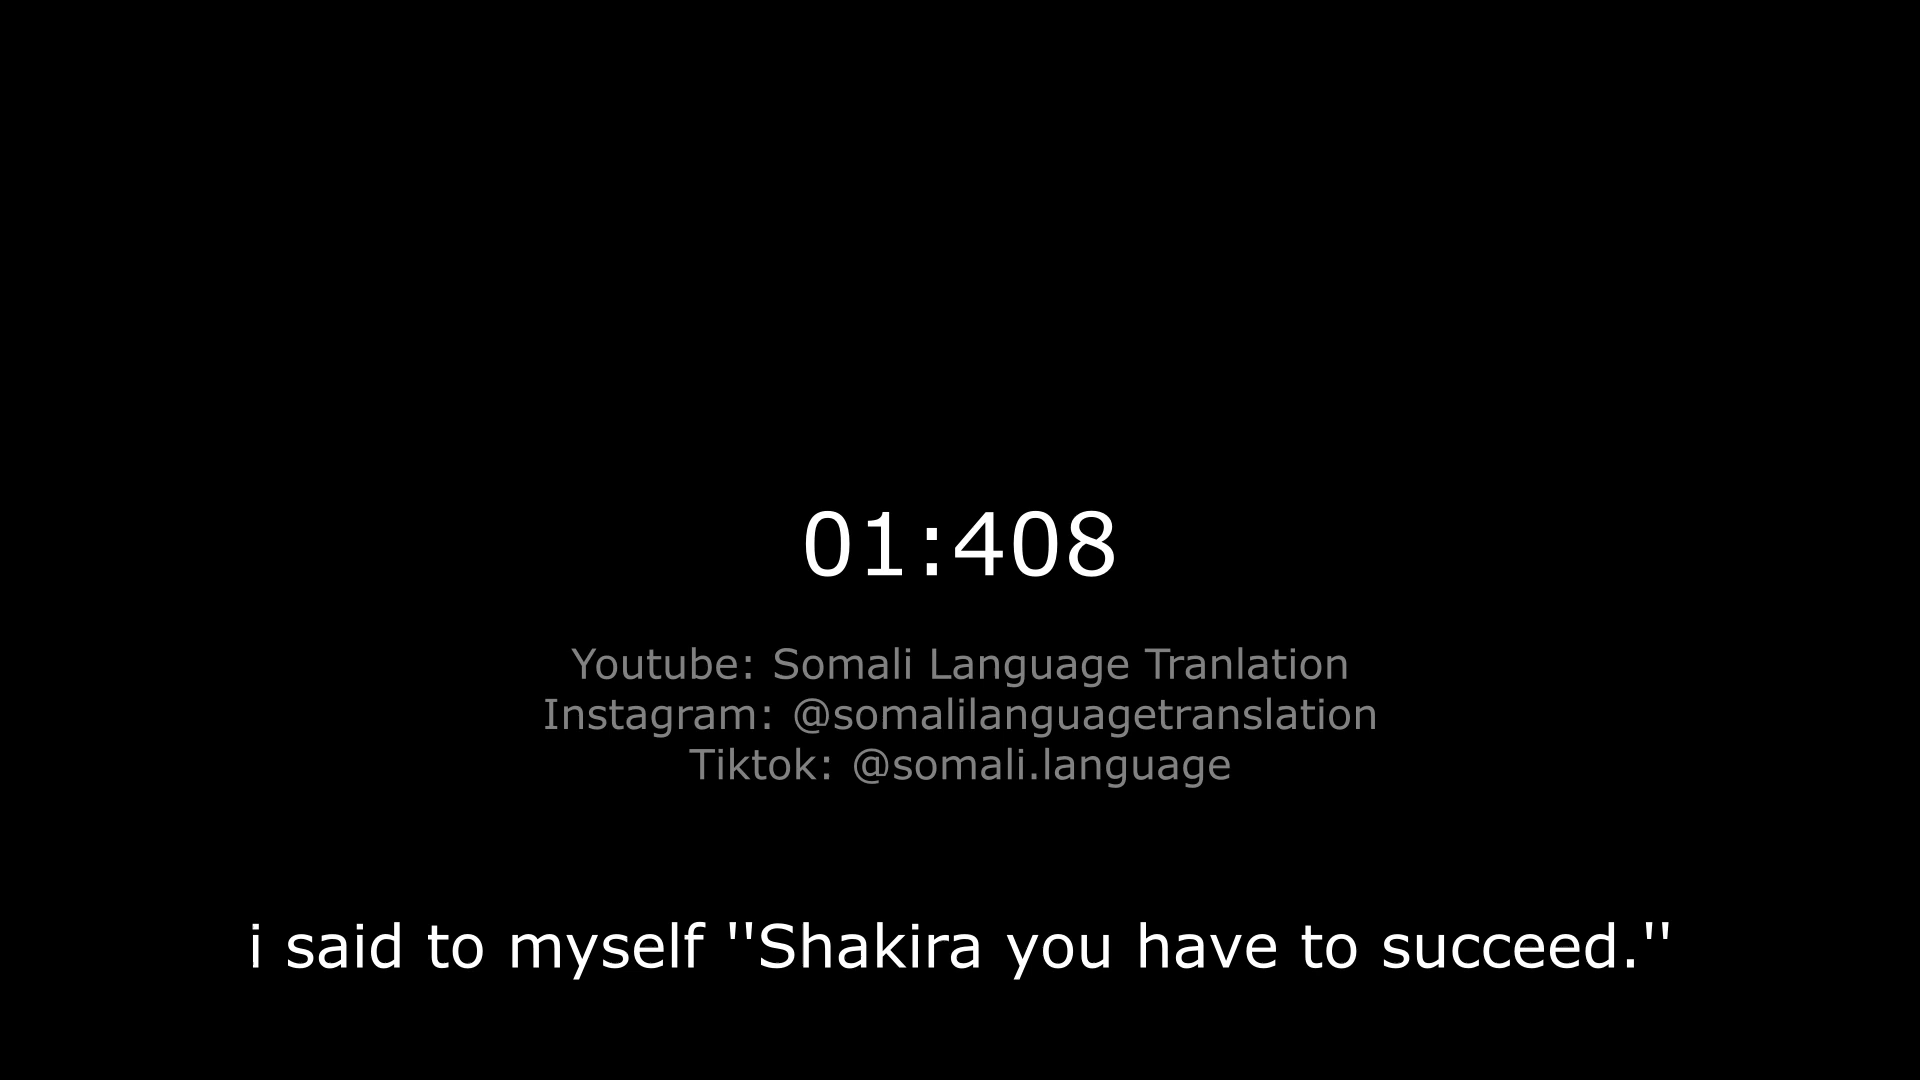 01:408
Youtube: Somali Language Tranlation
Instagram: @somalilanguagetranslation
Tiktok: @somali.language
i said to myself ''Shakira you have to succeed.''